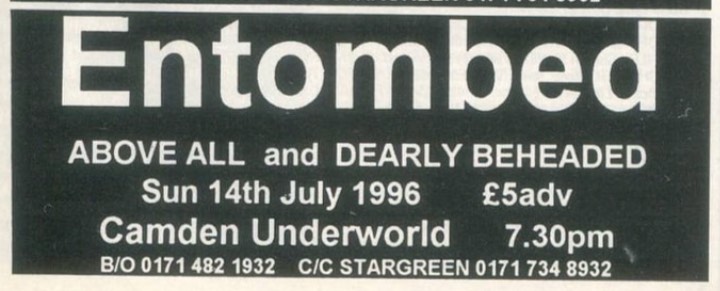 Entombed
ABOVE ALL and DEARLY BEHEADED
Sun 14th July 1996 £5adv
Camden Underworld 7.30pm
B/O 0171 482 1932 C/C STARGREEN 0171 734 8932